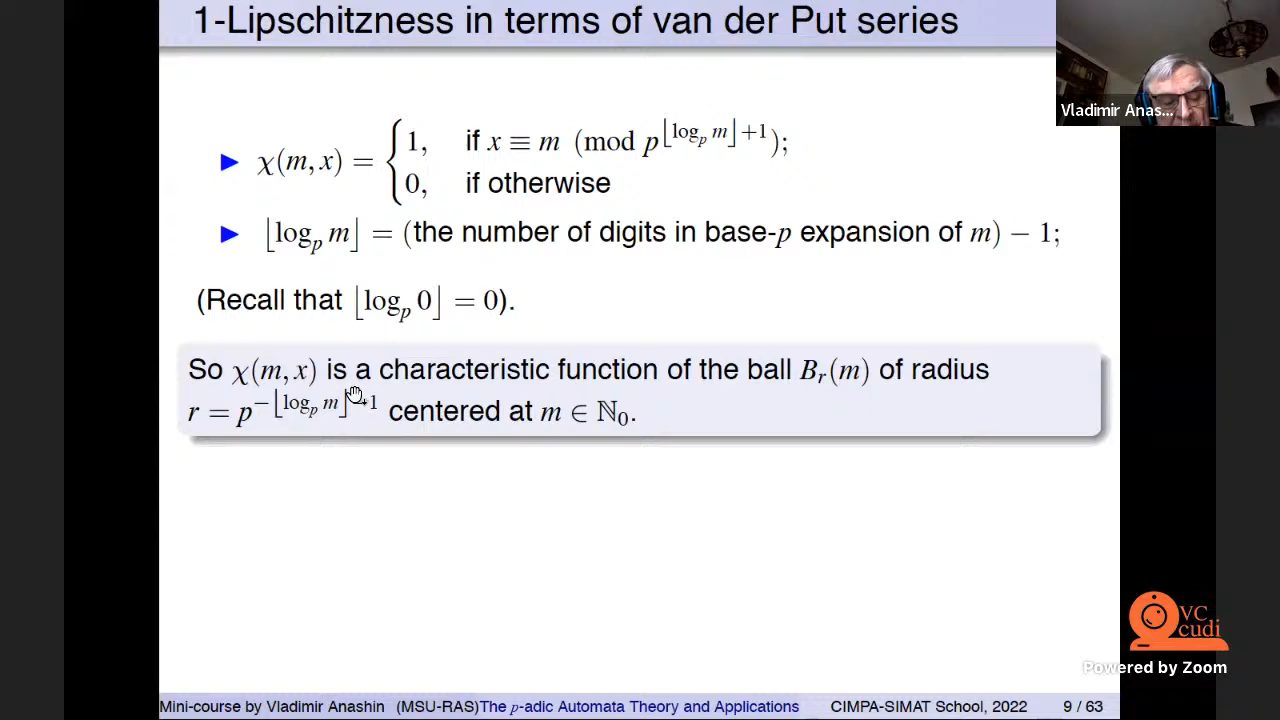 1-Lipschitzness in terms of van der Put series
Vladimir Anas...
▶ χ(m, x) = { 1, if x ≡ m (mod p^{⌊log_p m⌋+1});
0, if otherwise
▶ ⌊log_p m⌋ = (the number of digits in base-p expansion of m) − 1;
(Recall that ⌊log_p 0⌋ = 0).
So χ(m, x) is a characteristic function of the ball B_r(m) of radius
r = p^{−⌊log_p m⌋−1} centered at m ∈ ℕ₀.
VC
cudi
Powered by Zoom
Mini-course by Vladimir Anashin (MSU-RAS) The p-adic Automata Theory and Applications CIMPA-SIMAT School, 2022 9 / 63